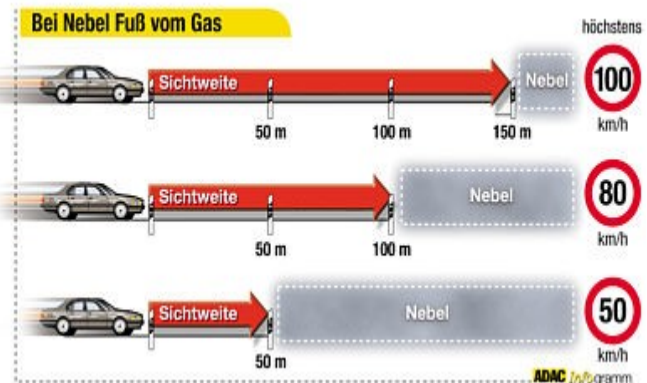 Bei Nebel Fuß vom Gas
höchstens
Sichtweite
Nebel
100
km/h
50 m
100 m
150 m
Sichtweite
Nebel
80
km/h
50 m
100 m
Sichtweite
Nebel
50
km/h
50 m
ADAC Infogramm